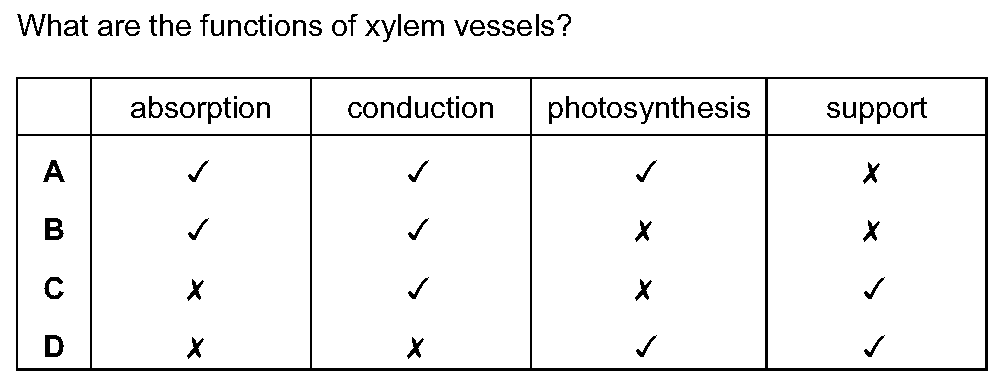 What are the functions of xylem vessels?
absorption conduction photosynthesis support
A ✓ ✓ ✓ ✗
B ✓ ✓ ✗ ✗
C ✗ ✓ ✗ ✓
D ✗ ✗ ✓ ✓